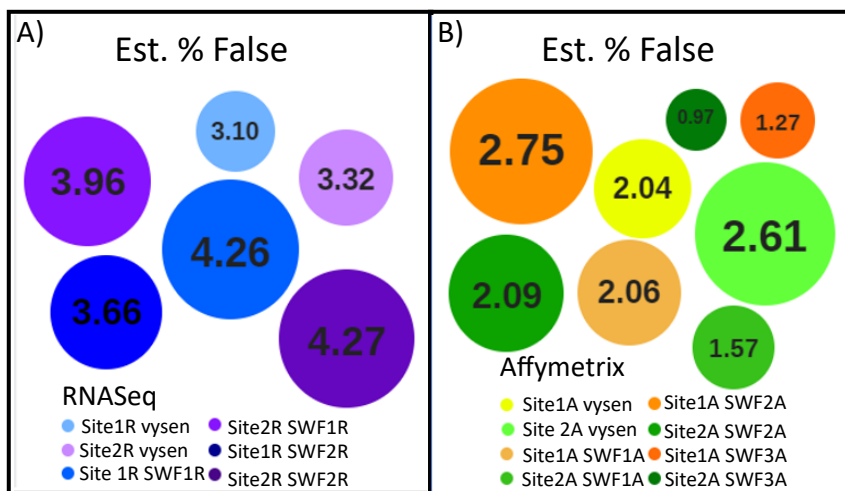 A)
Est. % False
3.10
3.96
3.32
4.26
3.66
4.27
RNASeq
Site1R vysen
Site2R SWF1R
Site2R vysen
Site1R SWF2R
Site 1R SWF1R
Site2R SWF2R
B)
Est. % False
0.97
1.27
2.75
2.04
2.61
2.09
2.06
1.57
Affymetrix
Site1A vysen
Site1A SWF2A
Site 2A vysen
Site2A SWF2A
Site1A SWF1A
Site1A SWF3A
Site2A SWF1A
Site2A SWF3A